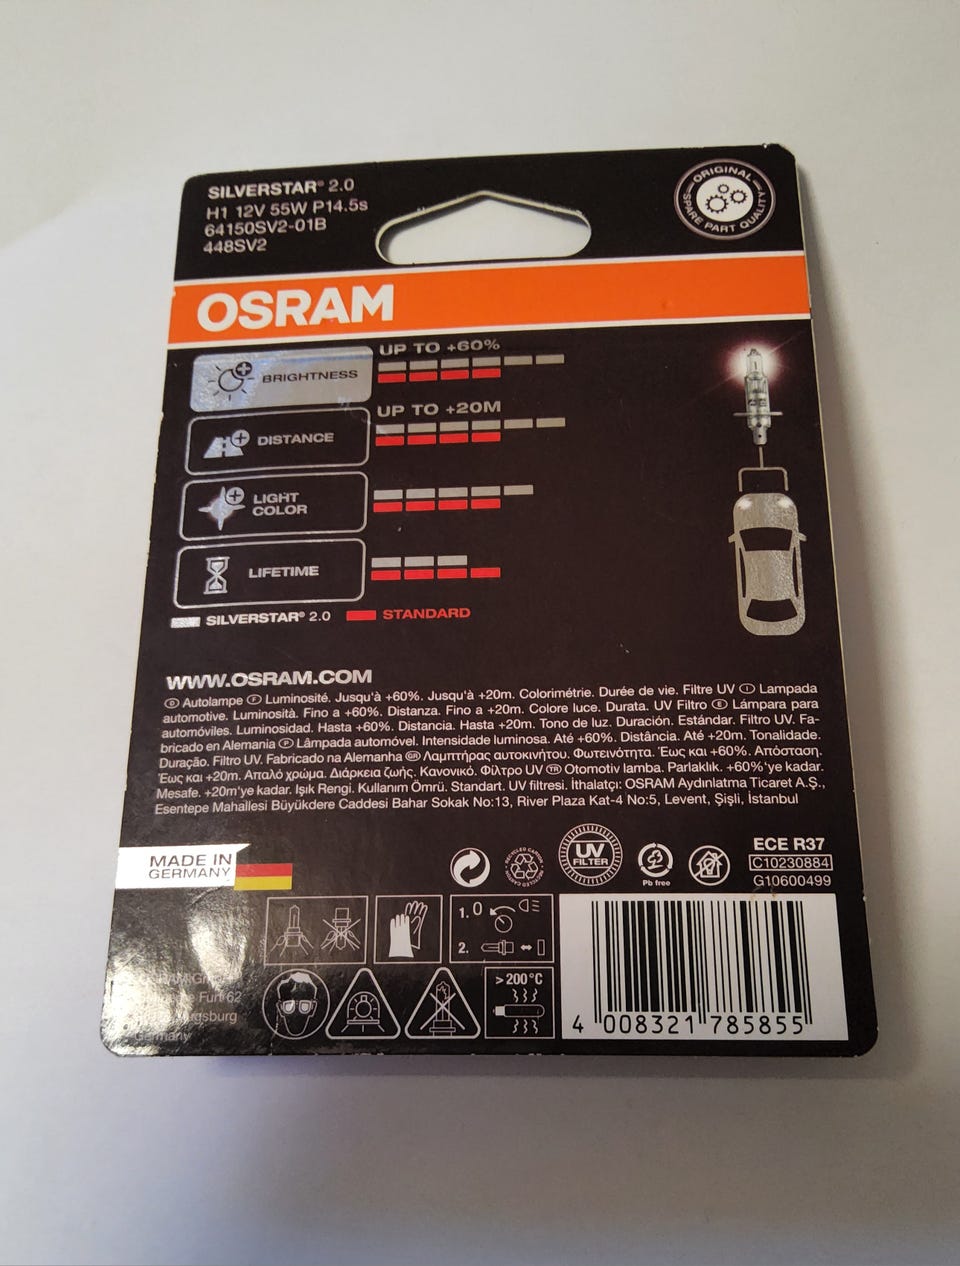 SILVERSTAR® 2.0
H1 12V 55W P14.5s
64150SV2-01B
448SV2
ORIGINAL
SPARE PART QUALITY
OSRAM
UP TO +60%
BRIGHTNESS
UP TO +20M
DISTANCE
LIGHT
COLOR
LIFETIME
SILVERSTAR® 2.0 STANDARD
WWW.OSRAM.COM
Ⓓ Autolampe Ⓕ Luminosité. Jusqu'à +60%. Jusqu'à +20m. Colorimétrie. Durée de vie. Filtre UV Ⓘ Lampada
automotive. Luminosità. Fino a +60%. Distanza. Fino a +20m. Colore luce. Durata. UV Filtro Ⓔ Lámpara para
automóviles. Luminosidad. Hasta +60%. Distancia. Hasta +20m. Tono de luz. Duración. Estándar. Filtro UV. Fa-
bricado en Alemania Ⓟ Lâmpada automóvel. Intensidade luminosa. Até +60%. Distância. Até +20m. Tonalidade.
Duração. Filtro UV. Fabricado na Alemanha GR Λαμπτήρας αυτοκινήτου. Φωτεινότητα. Έως και +60%. Απόσταση.
Έως και +20m. Απαλό χρώμα. Διάρκεια ζωής. Κανονικό. Φίλτρο UV TR Otomotiv lamba. Parlaklık. +60%'ye kadar.
Mesafe. +20m'ye kadar. Işık Rengi. Kullanım Ömrü. Standart. UV filtresi. İthalatçı: OSRAM Aydınlatma Ticaret A.Ş.,
Esentepe Mahallesi Büyükdere Caddesi Bahar Sokak No:13, River Plaza Kat-4 No:5, Levent, Şişli, İstanbul
MADE IN
GERMANY
RECYCLED CARTON
RECYCLED CARTON
UV
FILTER
Pb free
ECE R37
C10230884
G10600499
1. 0
2.
>200°C
Furt 62
Augsburg
Germany
4 008321 785855